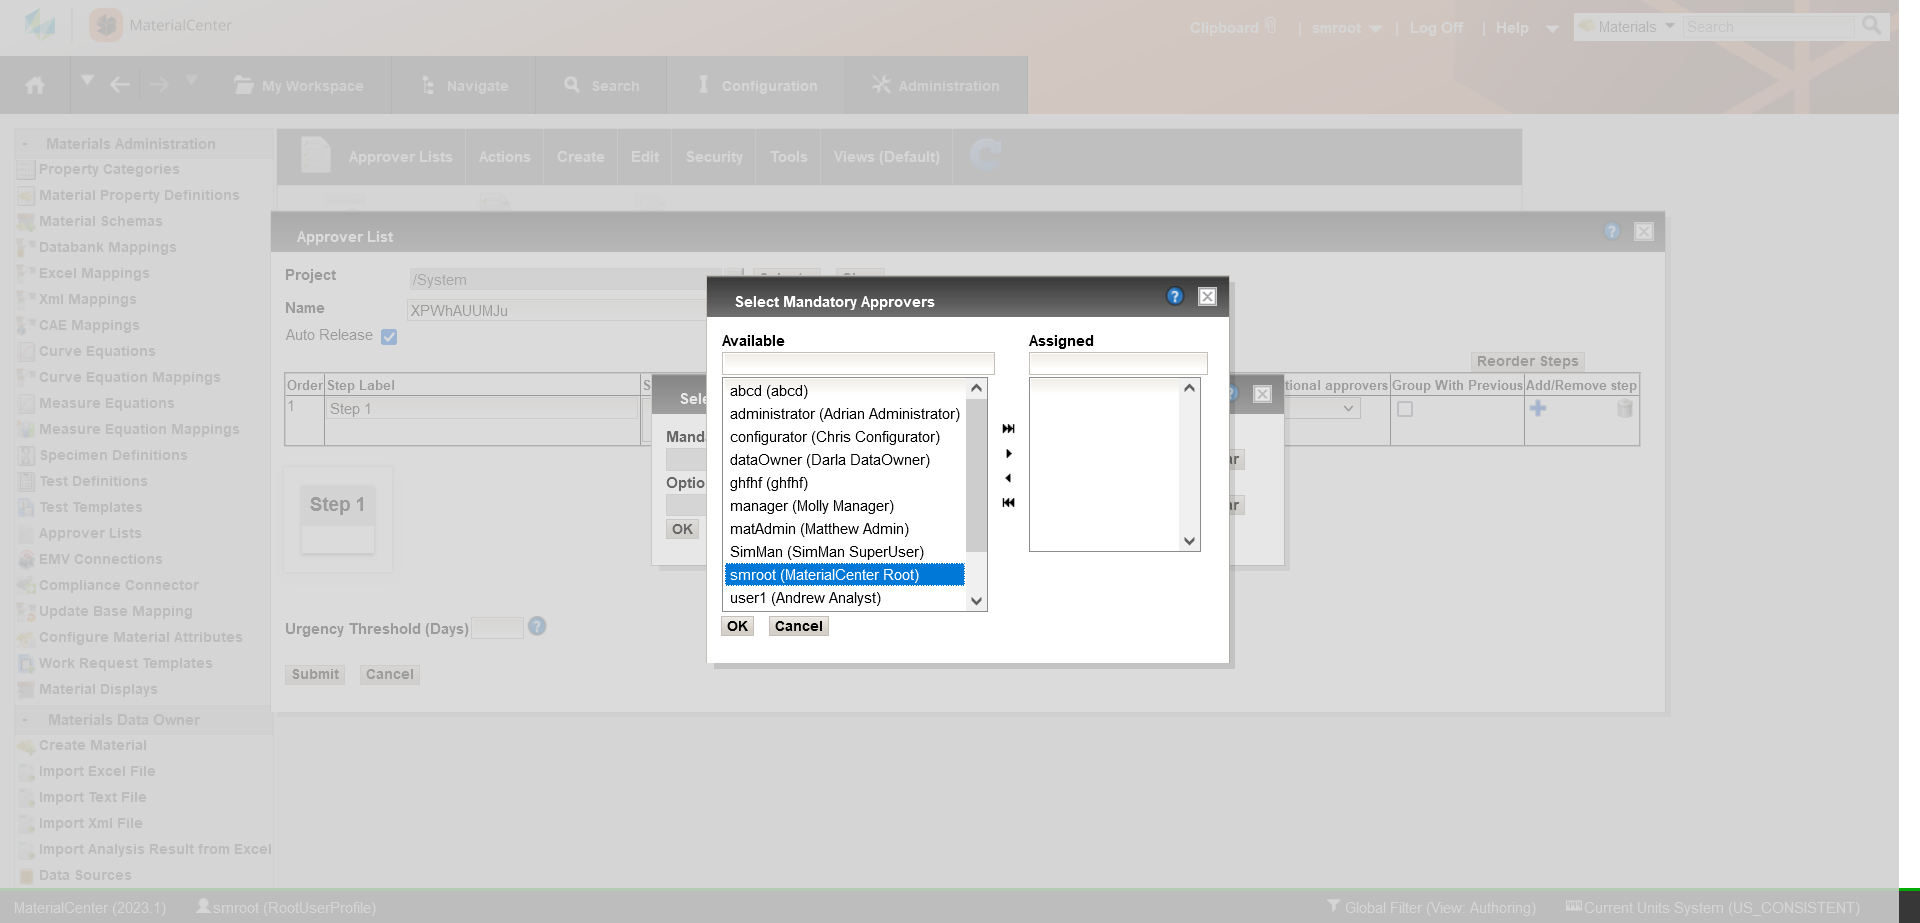 MaterialCenter
Clipboard | smroot | Log Off | Help
Materials Search
My Workspace Navigate Search Configuration Administration
- Materials Administration
Property Categories
Material Property Definitions
Material Schemas
Databank Mappings
Excel Mappings
Xml Mappings
CAE Mappings
Curve Equations
Curve Equation Mappings
Measure Equations
Measure Equation Mappings
Specimen Definitions
Test Definitions
Test Templates
Approver Lists
EMV Connections
Compliance Connector
Update Base Mapping
Configure Material Attributes
Work Request Templates
Material Displays
- Materials Data Owner
Create Material
Import Excel File
Import Text File
Import Xml File
Import Analysis Result from Excel
Data Sources
Approver Lists Actions Create Edit Security Tools Views (Default)
Approver List ?
Project /System
Name XPWhAUUMJu
Auto Release
Reorder Steps
Order Step Label
approvers Group With Previous Add/Remove step
1 Step 1
Step 1
Urgency Threshold (Days) ?
Submit Cancel
OK
Select Mandatory Approvers ?
Available Assigned
abcd (abcd)
administrator (Adrian Administrator)
configurator (Chris Configurator)
dataOwner (Darla DataOwner)
ghfhf (ghfhf)
manager (Molly Manager)
matAdmin (Matthew Admin)
SimMan (SimMan SuperUser)
smroot (MaterialCenter Root)
user1 (Andrew Analyst)
OK Cancel
MaterialCenter (2023.1) smroot (RootUserProfile) Global Filter (View: Authoring) Current Units System (US_CONSISTENT)